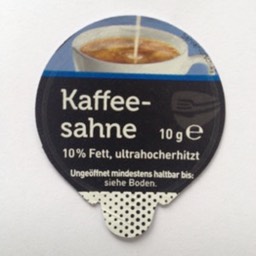 Kaffee-
sahne
10 g ℮
10% Fett, ultrahocherhitzt
Ungeöffnet mindestens haltbar bis:
siehe Boden.